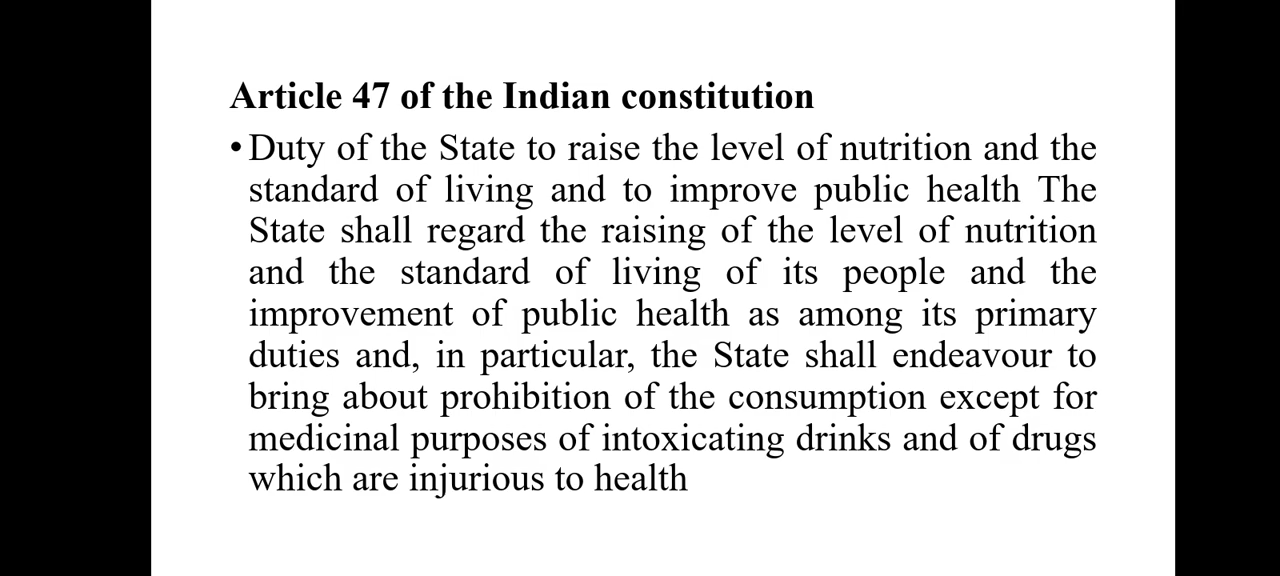 Article 47 of the Indian constitution
• Duty of the State to raise the level of nutrition and the
standard of living and to improve public health The
State shall regard the raising of the level of nutrition
and the standard of living of its people and the
improvement of public health as among its primary
duties and, in particular, the State shall endeavour to
bring about prohibition of the consumption except for
medicinal purposes of intoxicating drinks and of drugs
which are injurious to health